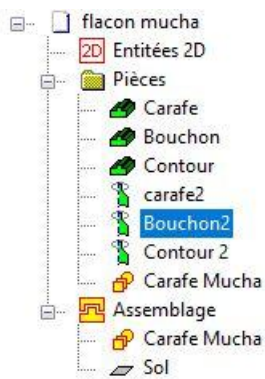 flacon mucha
2D Entitées 2D
Pièces
Carafe
Bouchon
Contour
carafe2
Bouchon2
Contour 2
Carafe Mucha
Assemblage
Carafe Mucha
Sol